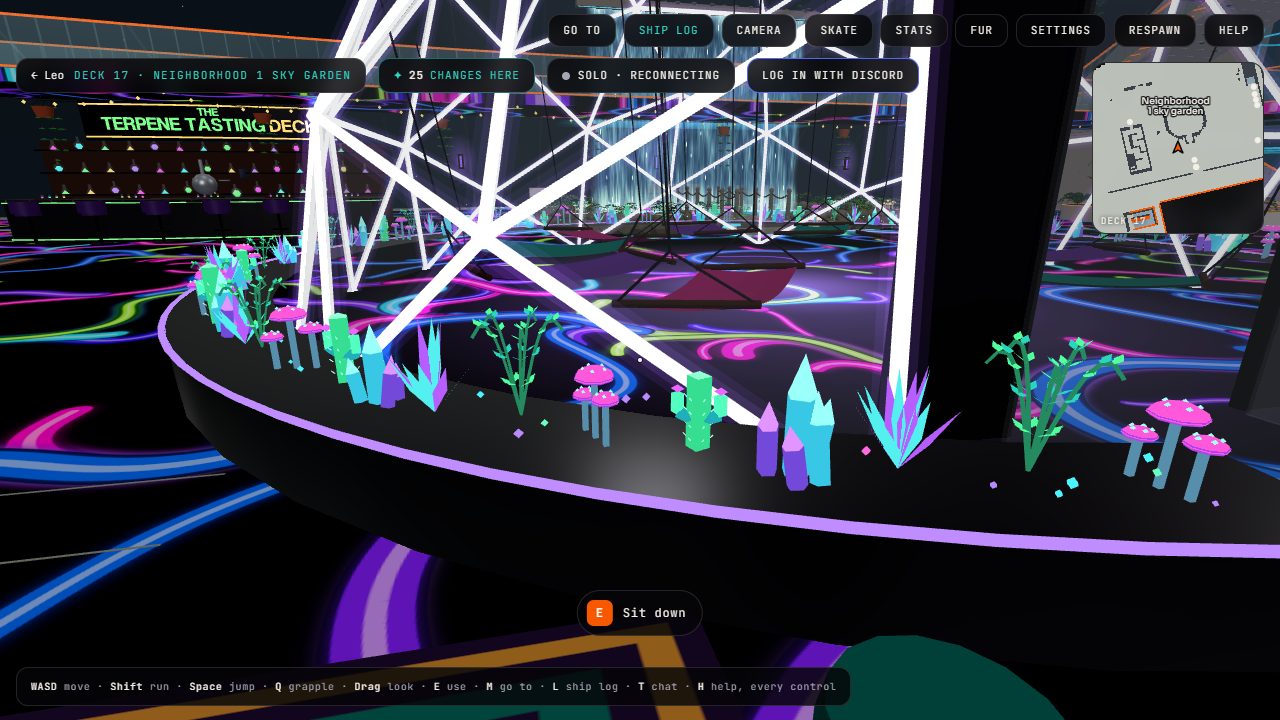 GO TO
SHIP LOG
CAMERA
SKATE
STATS
FUR
SETTINGS
RESPAWN
HELP
← Leo DECK 17 · NEIGHBORHOOD 1 SKY GARDEN
✦ 25 CHANGES HERE
SOLO · RECONNECTING
LOG IN WITH DISCORD
THE
TERPENE TASTING DECK
Neighborhood
1 sky garden
DECK 17
E Sit down
WASD move · Shift run · Space jump · Q grapple · Drag look · E use · M go to · L ship log · T chat · H help, every control